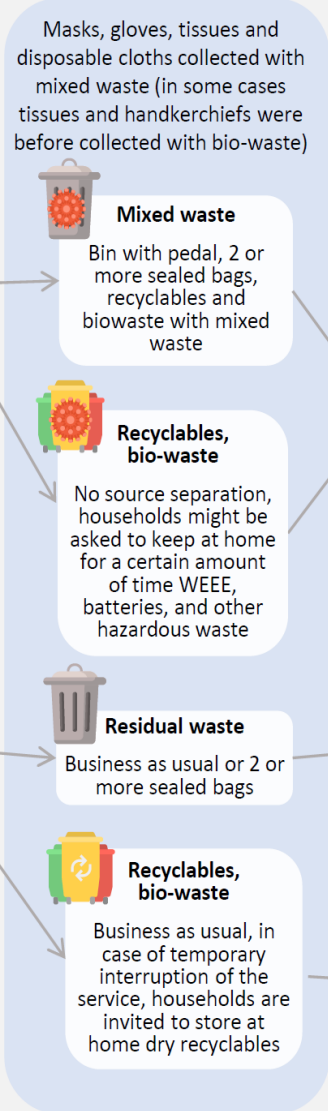 Masks, gloves, tissues and
disposable cloths collected with
mixed waste (in some cases
tissues and handkerchiefs were
before collected with bio-waste)
Mixed waste
Bin with pedal, 2 or
more sealed bags,
recyclables and
biowaste with mixed
waste
Recyclables,
bio-waste
No source separation,
households might be
asked to keep at home
for a certain amount
of time WEEE,
batteries, and other
hazardous waste
Residual waste
Business as usual or 2 or
more sealed bags
Recyclables,
bio-waste
Business as usual, in
case of temporary
interruption of the
service, households are
invited to store at
home dry recyclables